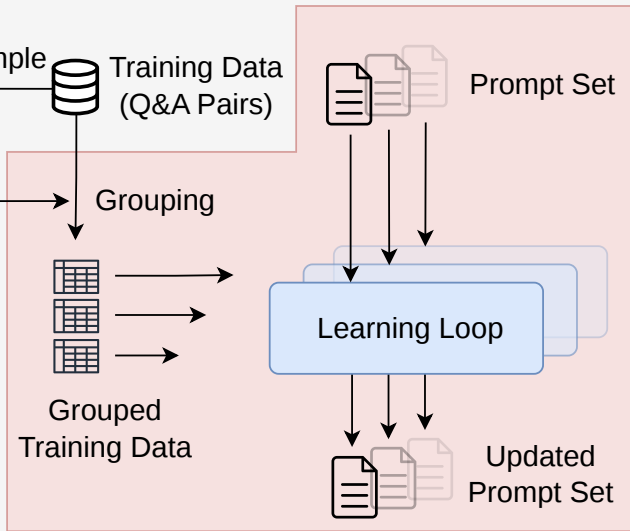 Training Data
(Q&A Pairs)
Prompt Set
Grouping
Learning Loop
Grouped
Training Data
Updated
Prompt Set